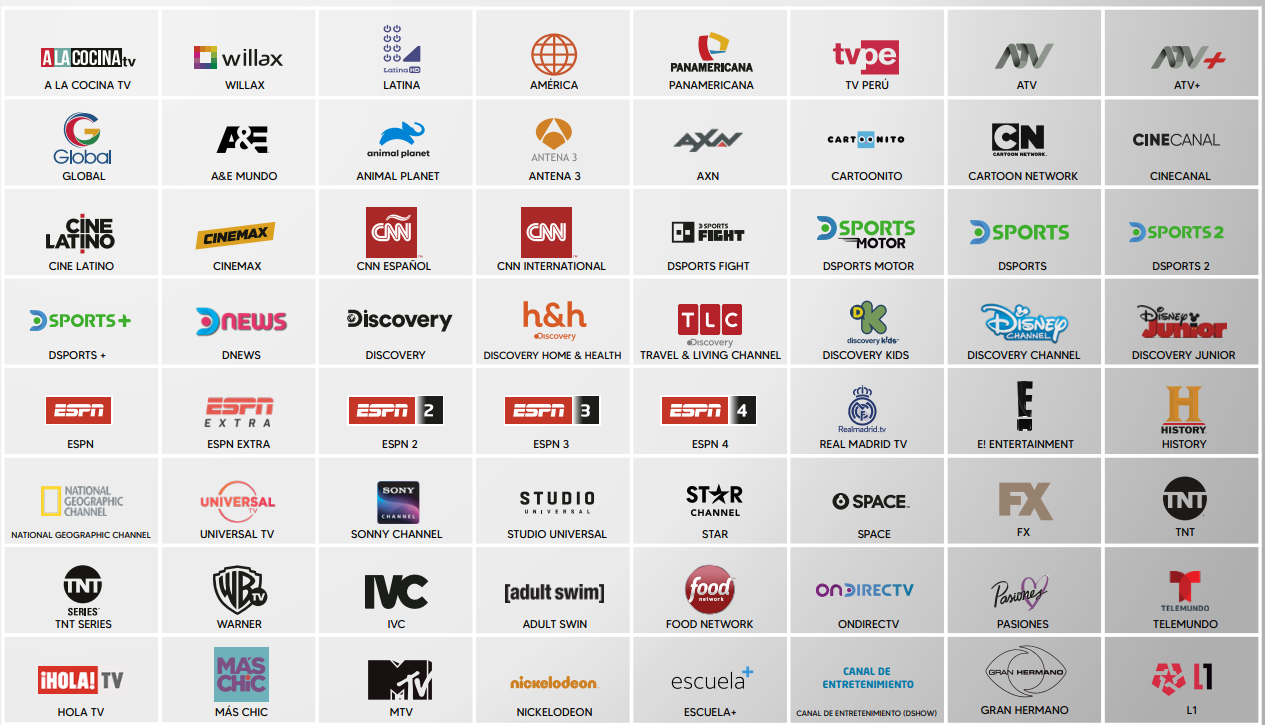 A LA COCINA tv
A LA COCINA TV
willax
WILLAX
Latina HD
LATINA
AMÉRICA
PANAMERICANA
PANAMERICANA
tvpe
TV PERÚ
ATV
ATV
ATV+
ATV+
G
Global
GLOBAL
A&E
A&E MUNDO
animal planet
ANIMAL PLANET
ANTENA 3
ANTENA 3
AXN
AXN
CARTOONITO
CARTOONITO
CN
CARTOON NETWORK
CARTOON NETWORK
CINECANAL
CINECANAL
CINE
LATINO
CINE LATINO
CINEMAX
CINEMAX
CÑN
CNN ESPAÑOL
CNN
CNN INTERNATIONAL
DSPORTS
FIGHT
DSPORTS FIGHT
DSPORTS
MOTOR
DSPORTS MOTOR
DSPORTS
DSPORTS
DSPORTS 2
DSPORTS 2
DSPORTS+
DSPORTS +
DNEWS
DNEWS
Discovery
DISCOVERY
h&h
Discovery
DISCOVERY HOME & HEALTH
TLC
Discovery
TRAVEL & LIVING CHANNEL
DK
discovery kids
DISCOVERY KIDS
Disney
CHANNEL
DISCOVERY CHANNEL
Disney
Junior
DISCOVERY JUNIOR
ESPN
ESPN
ESPN
EXTRA
ESPN EXTRA
ESPN 2
ESPN 2
ESPN 3
ESPN 3
ESPN 4
ESPN 4
Realmadrid.tv
REAL MADRID TV
E!
E! ENTERTAINMENT
H
HISTORY
HISTORY
NATIONAL
GEOGRAPHIC
CHANNEL
NATIONAL GEOGRAPHIC CHANNEL
UNIVERSAL
TV
UNIVERSAL TV
SONY
CHANNEL
SONNY CHANNEL
STUDIO
UNIVERSAL
STUDIO UNIVERSAL
STAR
CHANNEL
STAR
SPACE
SPACE
FX
FX
TNT
TNT
TNT
SERIES
TNT SERIES
WB TV
WARNER
IVC
IVC
[adult swim]
ADULT SWIN
food
network
FOOD NETWORK
ONDIRECTV
ONDIRECTV
Pasiones
PASIONES
TELEMUNDO
TELEMUNDO
¡HOLA! TV
HOLA TV
MÁS
CHiC
MÁS CHIC
MTV
MTV
nickelodeon
NICKELODEON
escuela+
ESCUELA+
CANAL DE
ENTRETENIMIENTO
CANAL DE ENTRETENIMIENTO (DSHOW)
GRAN HERMANO
GRAN HERMANO
L1
L1